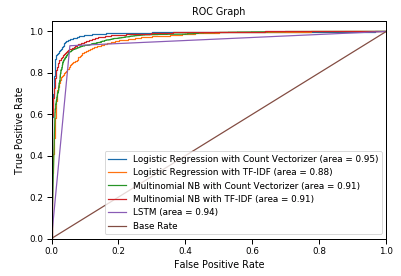 ROC Graph
True Positive Rate
1.0
0.8
0.6
0.4
0.2
0.0
Logistic Regression with Count Vectorizer (area = 0.95)
Logistic Regression with TF-IDF (area = 0.88)
Multinomial NB with Count Vectorizer (area = 0.91)
Multinomial NB with TF-IDF (area = 0.91)
LSTM (area = 0.94)
Base Rate
0.0 0.2 0.4 0.6 0.8 1.0
False Positive Rate